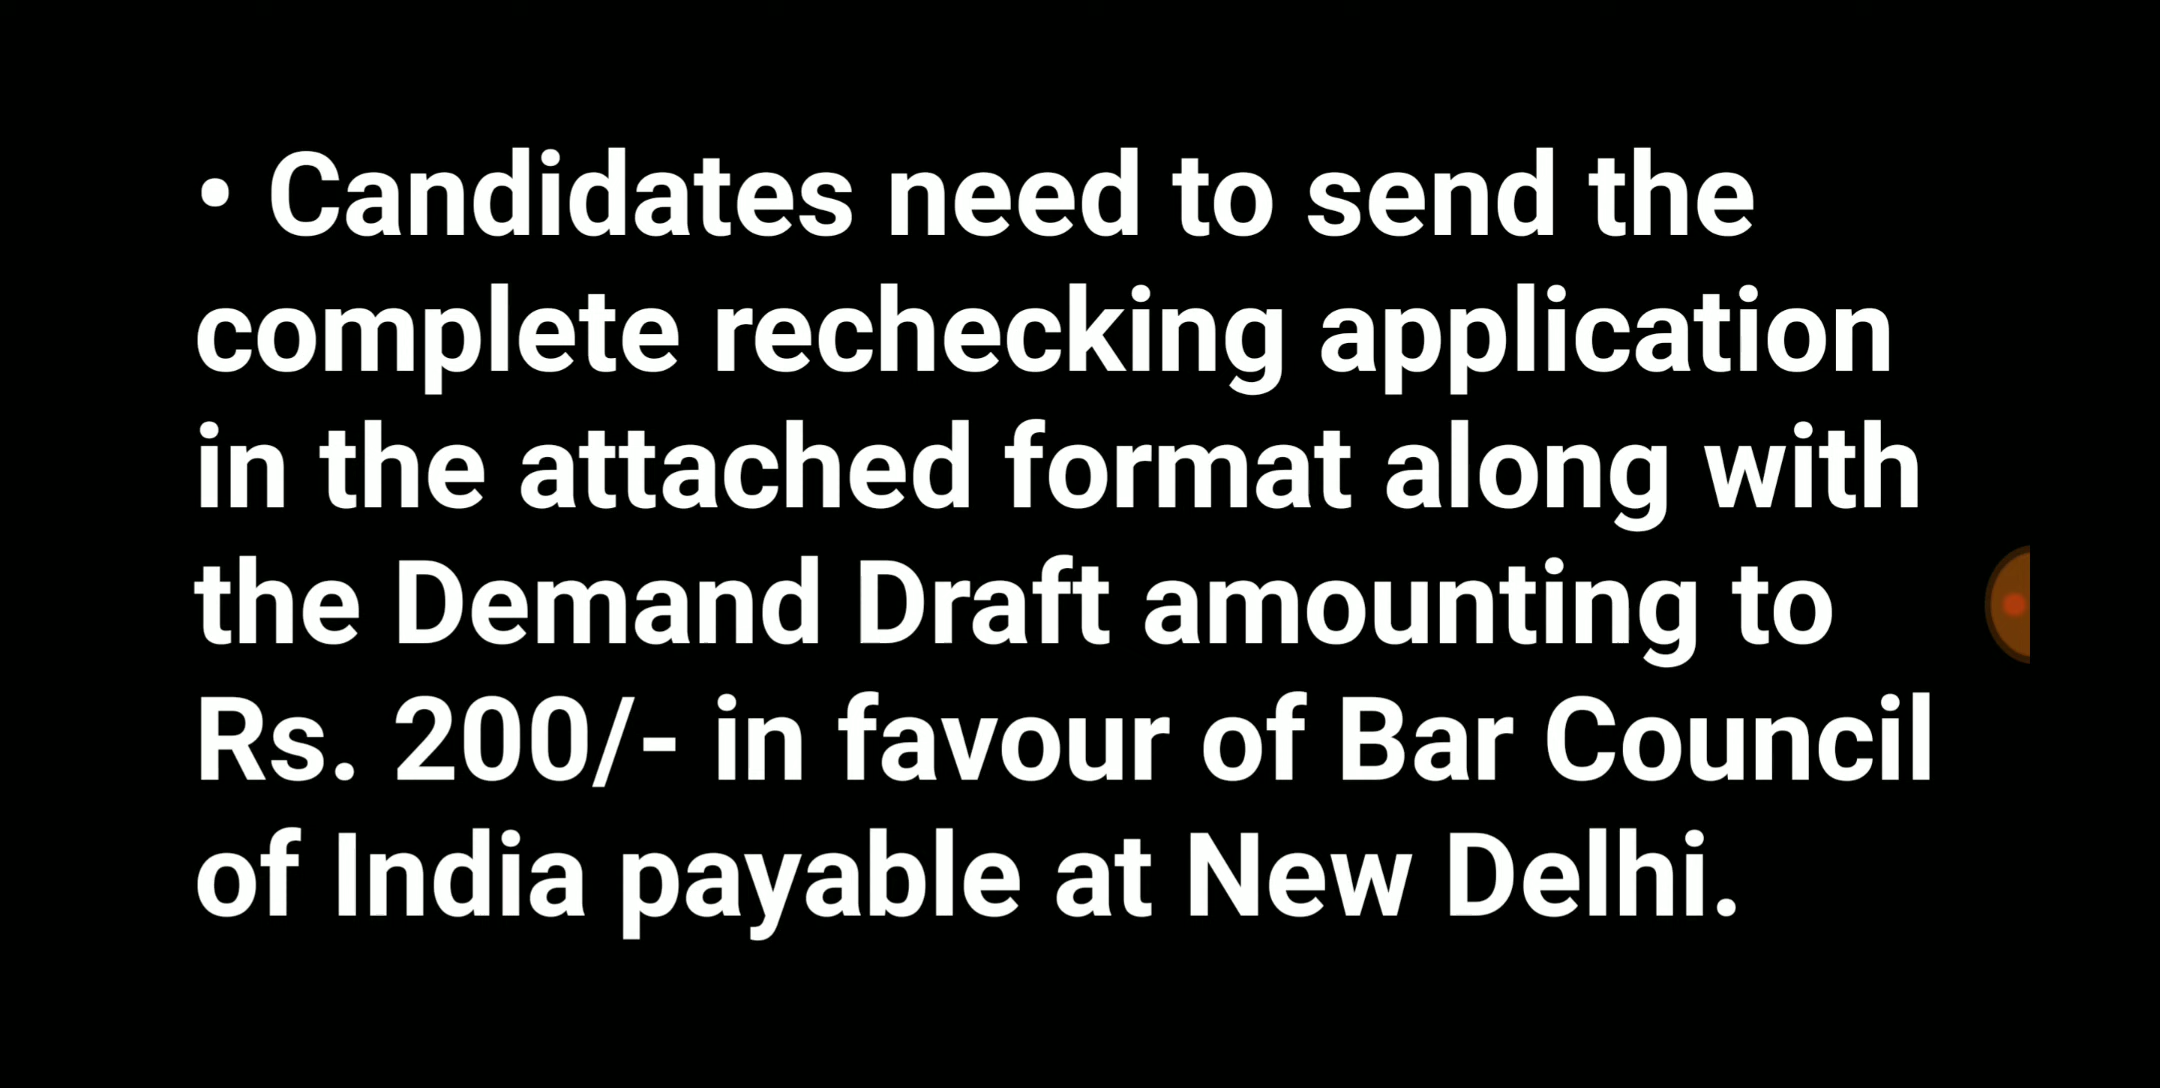 • Candidates need to send the
complete rechecking application
in the attached format along with
the Demand Draft amounting to
Rs. 200/- in favour of Bar Council
of India payable at New Delhi.